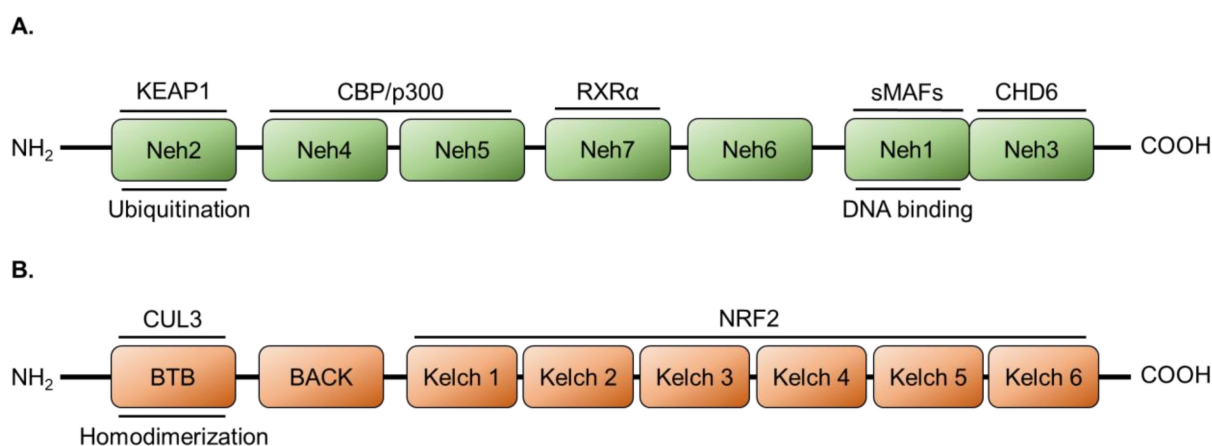 A.
KEAP1 CBP/p300 RXRα sMAFs CHD6
NH₂ Neh2 Neh4 Neh5 Neh7 Neh6 Neh1 Neh3 COOH
Ubiquitination DNA binding
B.
CUL3 NRF2
NH₂ BTB BACK Kelch 1 Kelch 2 Kelch 3 Kelch 4 Kelch 5 Kelch 6 COOH
Homodimerization